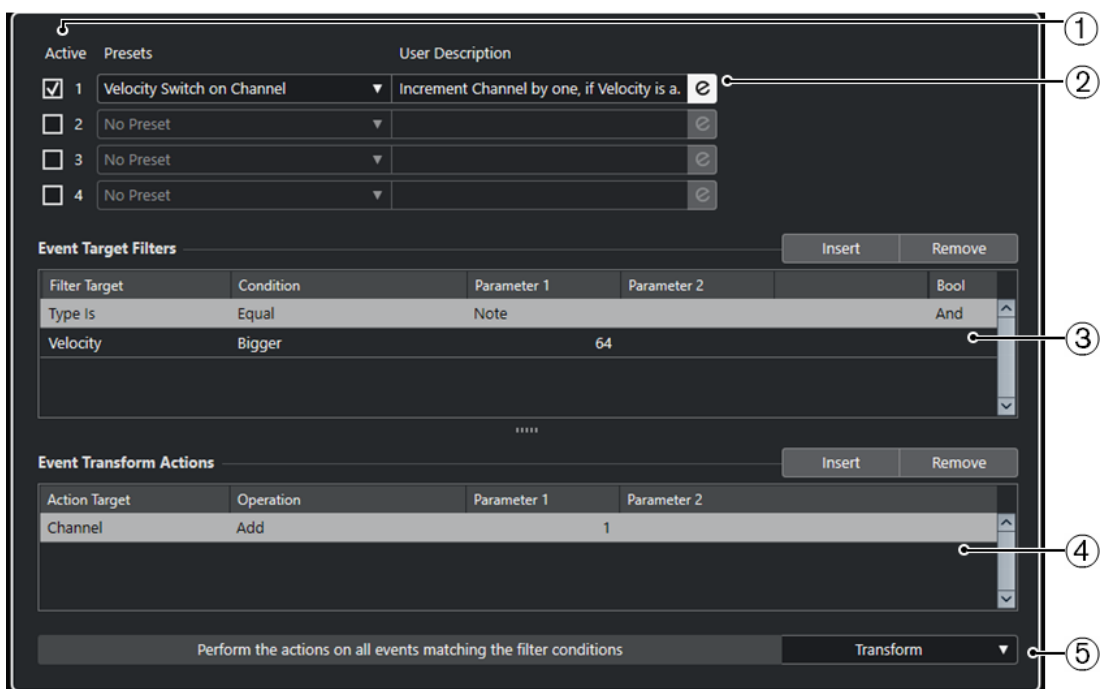 ①
Active Presets User Description
1 Velocity Switch on Channel ▼ Increment Channel by one, if Velocity is a. e ②
2 No Preset ▼ e
3 No Preset ▼ e
4 No Preset ▼ e
Event Target Filters Insert Remove
Filter Target Condition Parameter 1 Parameter 2 Bool
Type Is Equal Note And
Velocity Bigger 64 ③
Event Transform Actions Insert Remove
Action Target Operation Parameter 1 Parameter 2
Channel Add 1
④
Perform the actions on all events matching the filter conditions Transform ▼ ⑤